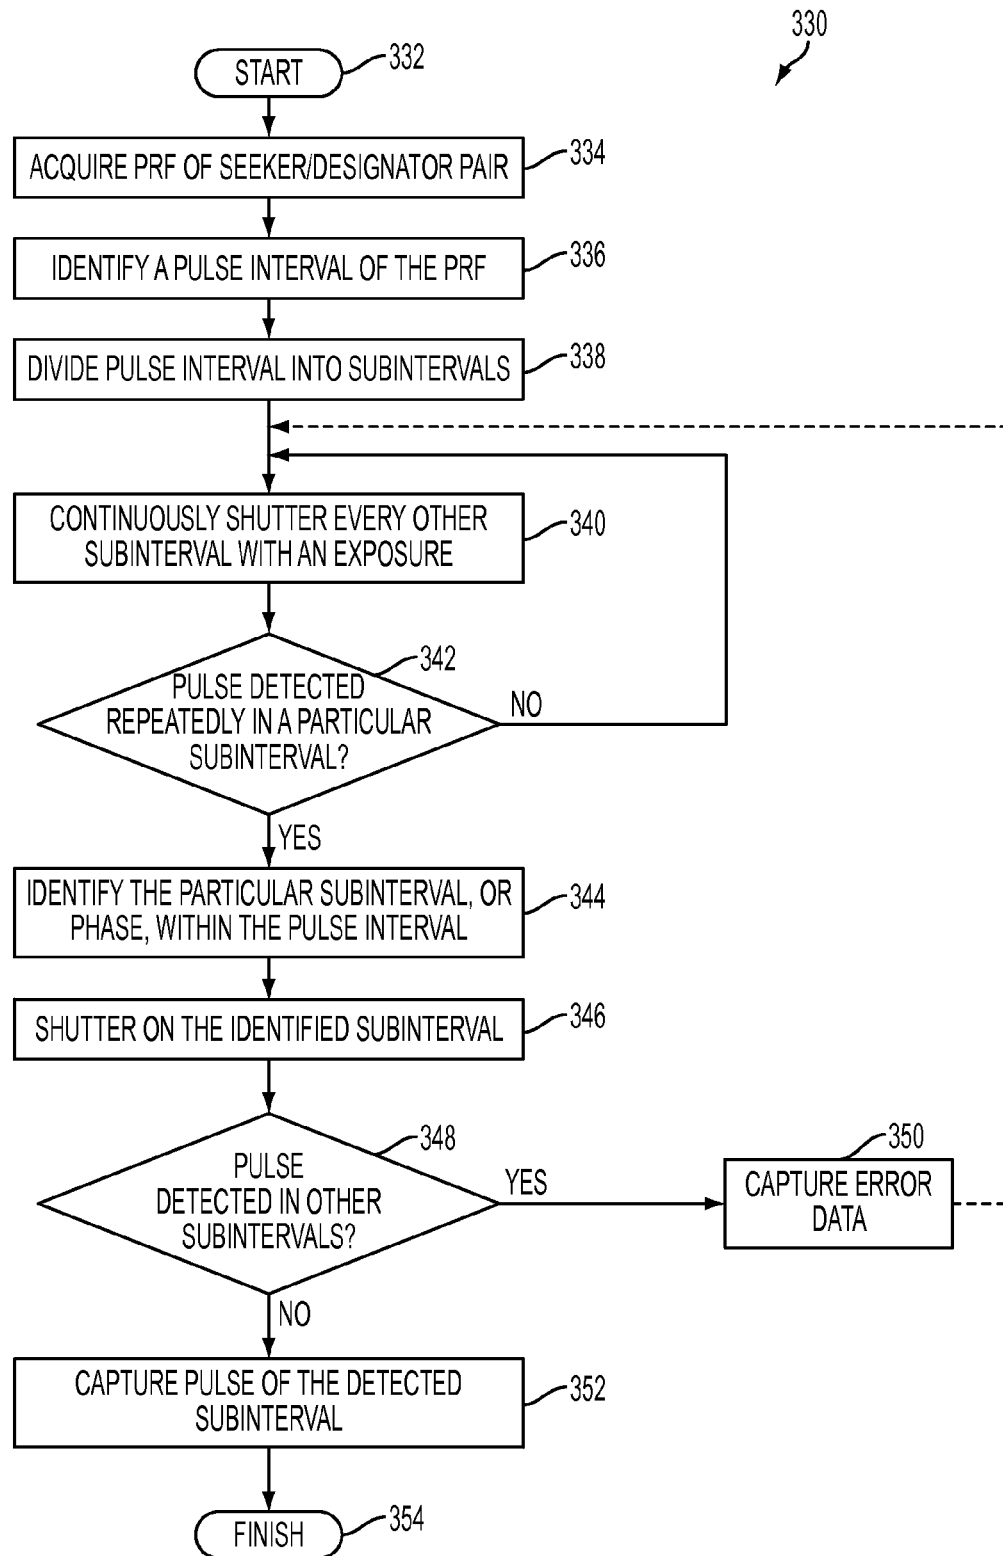 330
START
332
ACQUIRE PRF OF SEEKER/DESIGNATOR PAIR
334
IDENTIFY A PULSE INTERVAL OF THE PRF
336
DIVIDE PULSE INTERVAL INTO SUBINTERVALS
338
CONTINUOUSLY SHUTTER EVERY OTHER
SUBINTERVAL WITH AN EXPOSURE
340
342
PULSE DETECTED
REPEATEDLY IN A PARTICULAR
SUBINTERVAL?
NO
YES
IDENTIFY THE PARTICULAR SUBINTERVAL, OR
PHASE, WITHIN THE PULSE INTERVAL
344
SHUTTER ON THE IDENTIFIED SUBINTERVAL
346
348
PULSE
DETECTED IN OTHER
SUBINTERVALS?
YES
350
CAPTURE ERROR
DATA
NO
CAPTURE PULSE OF THE DETECTED
SUBINTERVAL
352
FINISH
354